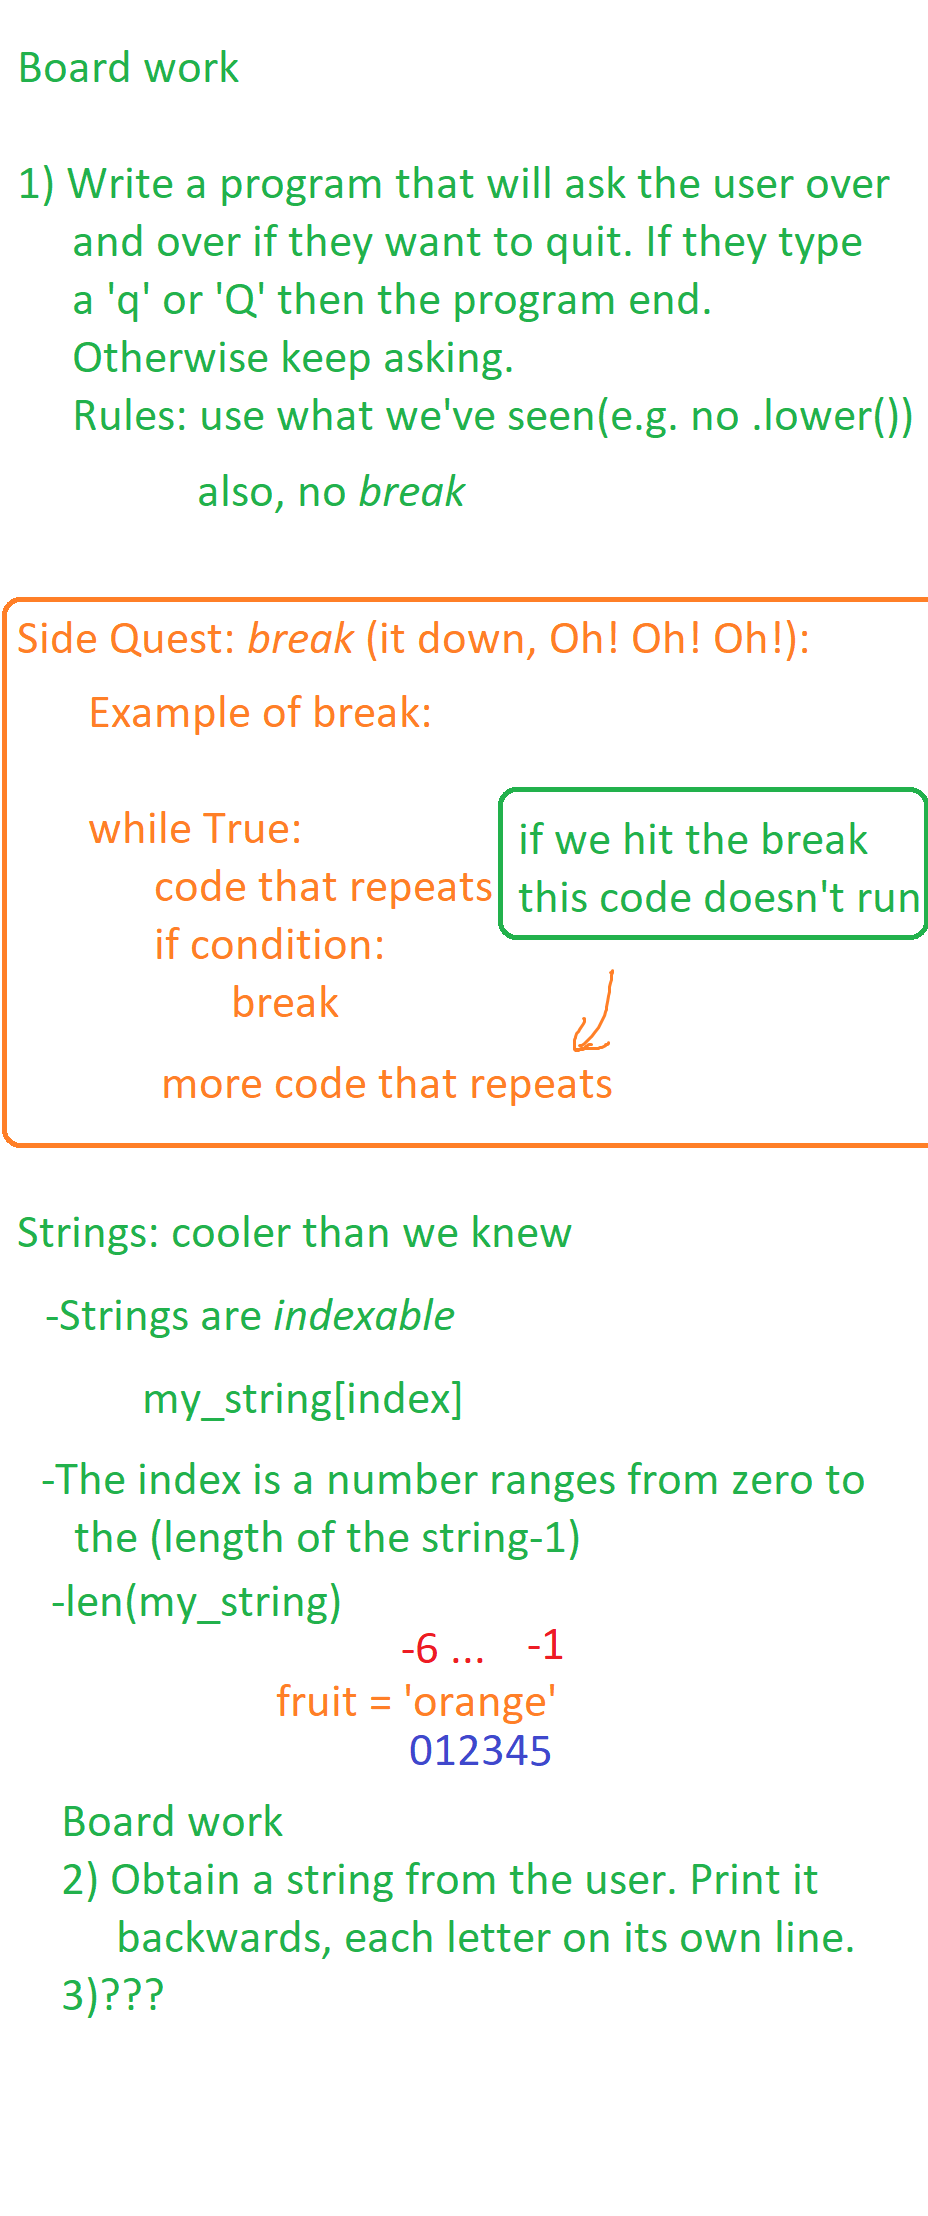 Board work
1) Write a program that will ask the user over
and over if they want to quit. If they type
a 'q' or 'Q' then the program end.
Otherwise keep asking.
Rules: use what we've seen(e.g. no .lower())
also, no break
Side Quest: break (it down, Oh! Oh! Oh!):
Example of break:
while True:
code that repeats
if condition:
break
more code that repeats
if we hit the break
this code doesn't run
Strings: cooler than we knew
-Strings are indexable
my_string[index]
-The index is a number ranges from zero to
the (length of the string-1)
-len(my_string)
-6 ... -1
fruit = 'orange'
012345
Board work
2) Obtain a string from the user. Print it
backwards, each letter on its own line.
3)???